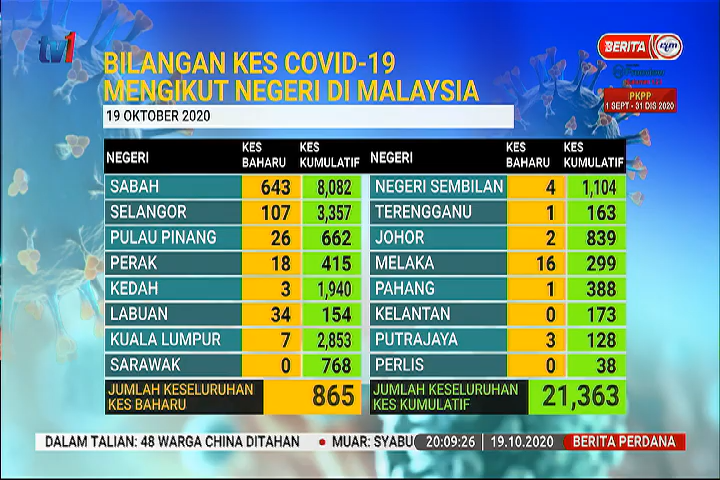 tv1
BERITA rtm
BILANGAN KES COVID-19
MENGIKUT NEGERI DI MALAYSIA
PKPP
1 SEPT - 31 DIS 2020
19 OKTOBER 2020
NEGERI KES BAHARU KES KUMULATIF NEGERI KES BAHARU KES KUMULATIF
SABAH 643 8,082 NEGERI SEMBILAN 4 1,104
SELANGOR 107 3,357 TERENGGANU 1 163
PULAU PINANG 26 662 JOHOR 2 839
PERAK 18 415 MELAKA 16 299
KEDAH 3 1,940 PAHANG 1 388
LABUAN 34 154 KELANTAN 0 173
KUALA LUMPUR 7 2,853 PUTRAJAYA 3 128
SARAWAK 0 768 PERLIS 0 38
JUMLAH KESELURUHAN KES BAHARU 865 JUMLAH KESELURUHAN KES KUMULATIF 21,363
DALAM TALIAN: 48 WARGA CHINA DITAHAN • MUAR: SYABU 20:09:26 19.10.2020 BERITA PERDANA